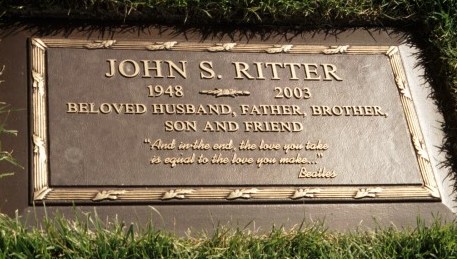 JOHN S. RITTER
1948 2003
BELOVED HUSBAND, FATHER, BROTHER,
SON AND FRIEND
"And in the end, the love you take
is equal to the love you make..."
Beatles